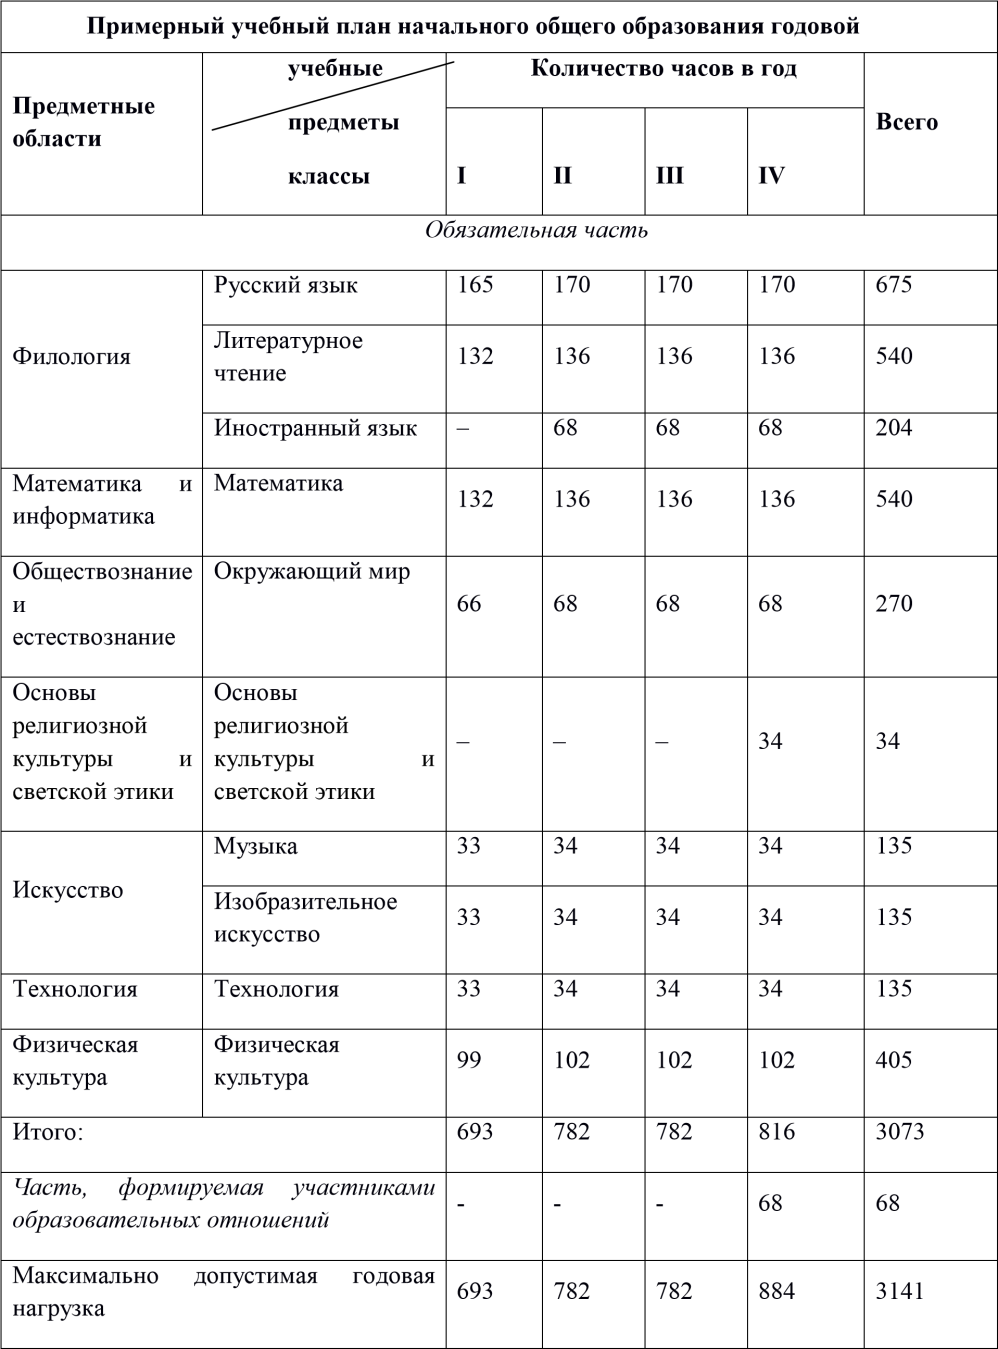 Примерный учебный план начального общего образования годовой
Предметные
области
учебные
предметы
классы
Количество часов в год
Всего
I II III IV
Обязательная часть
Филология
Русский язык 165 170 170 170 675
Литературное
чтение
132 136 136 136 540
Иностранный язык – 68 68 68 204
Математика и
информатика
Математика
132 136 136 136 540
Обществознание
и
естествознание
Окружающий мир
66 68 68 68 270
Основы
религиозной
культуры и
светской этики
Основы
религиозной
культуры и
светской этики
– – – 34 34
Искусство
Музыка 33 34 34 34 135
Изобразительное
искусство
33 34 34 34 135
Технология Технология 33 34 34 34 135
Физическая
культура
Физическая
культура
99 102 102 102 405
Итого: 693 782 782 816 3073
Часть, формируемая участниками
образовательных отношений
- - - 68 68
Максимально допустимая годовая
нагрузка
693 782 782 884 3141